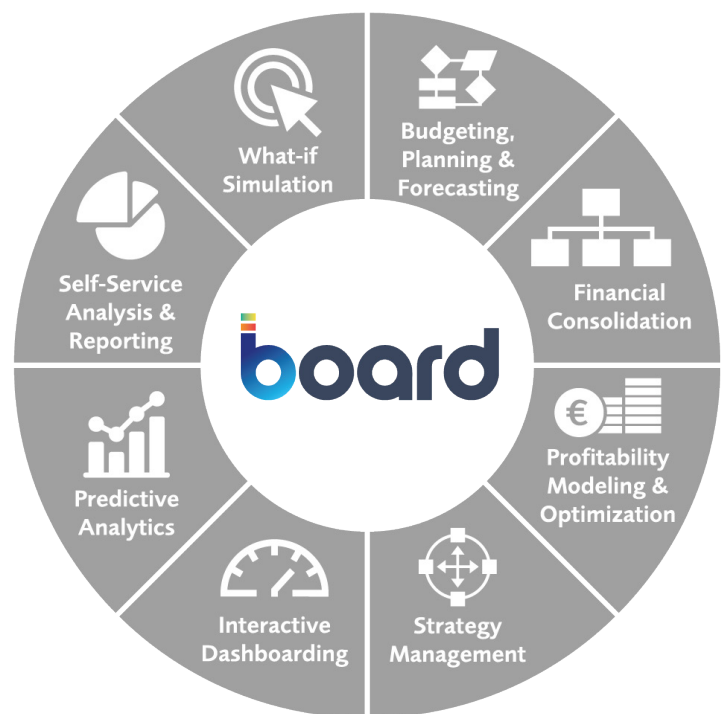 What-if
Simulation
Budgeting,
Planning &
Forecasting
Financial
Consolidation
€
Profitability
Modeling &
Optimization
Strategy
Management
Interactive
Dashboarding
Predictive
Analytics
Self-Service
Analysis &
Reporting
board